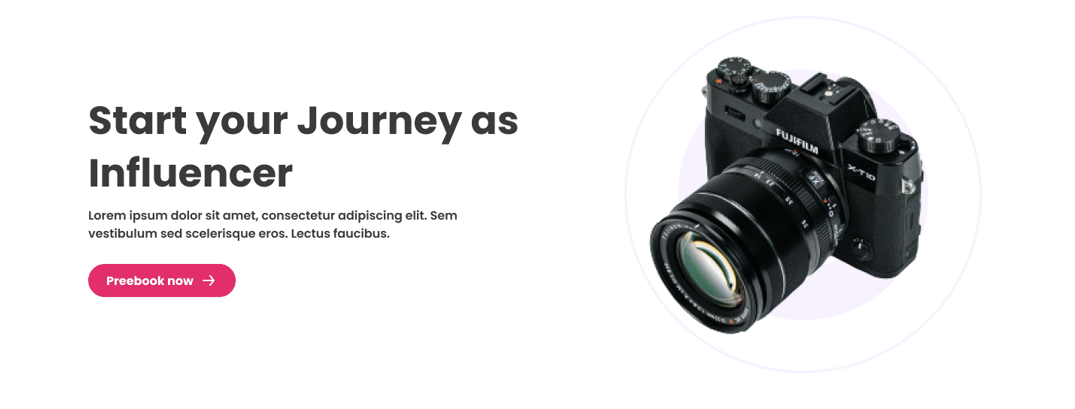 Start your Journey as
Influencer
Lorem ipsum dolor sit amet, consectetur adipiscing elit. Sem
vestibulum sed scelerisque eros. Lectus faucibus.
Preebook now
FUJIFILM
X-T10
XF